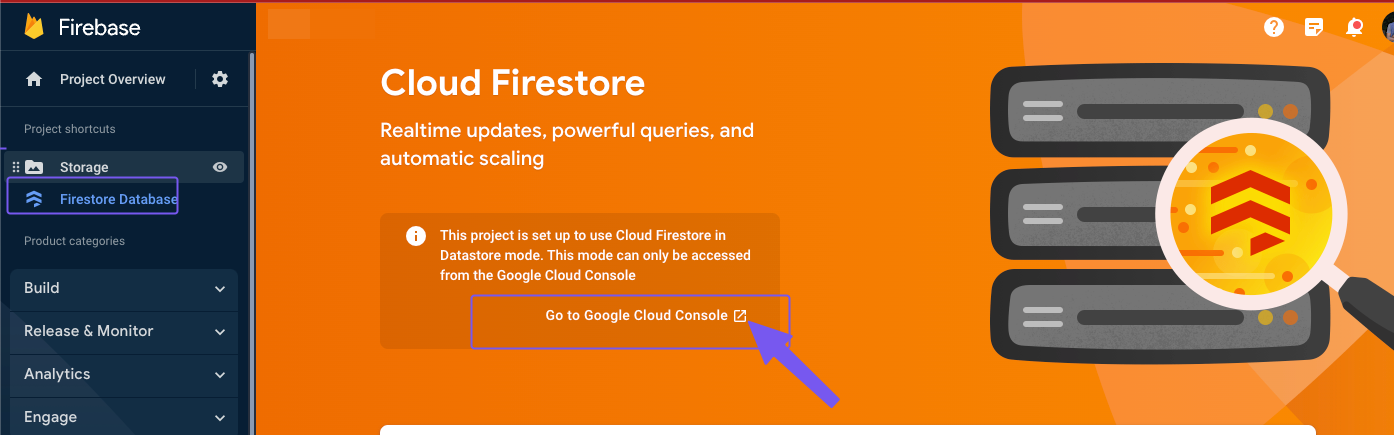 Firebase
Project Overview
Project shortcuts
Storage
Firestore Database
Product categories
Build
Release & Monitor
Analytics
Engage
Cloud Firestore
Realtime updates, powerful queries, and
automatic scaling
This project is set up to use Cloud Firestore in
Datastore mode. This mode can only be accessed
from the Google Cloud Console
Go to Google Cloud Console